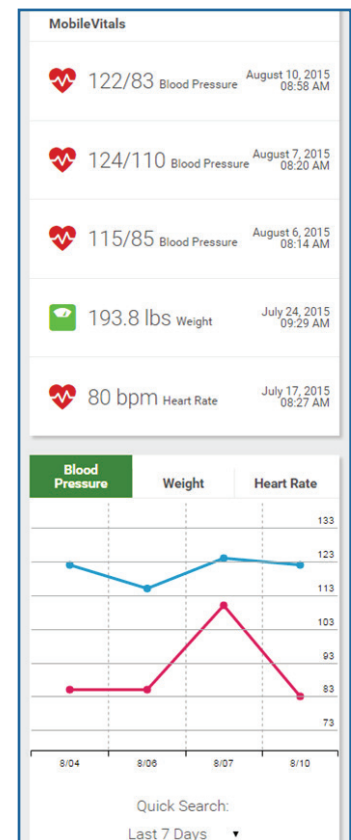 MobileVitals
122/83 Blood Pressure August 10, 2015
08:58 AM
124/110 Blood Pressure August 7, 2015
08:20 AM
115/85 Blood Pressure August 6, 2015
08:14 AM
193.8 lbs Weight July 24, 2015
09:29 AM
80 bpm Heart Rate July 17, 2015
08:27 AM
Blood
Pressure Weight Heart Rate
133
123
113
103
93
83
73
8/04 8/06 8/07 8/10
Quick Search:
Last 7 Days